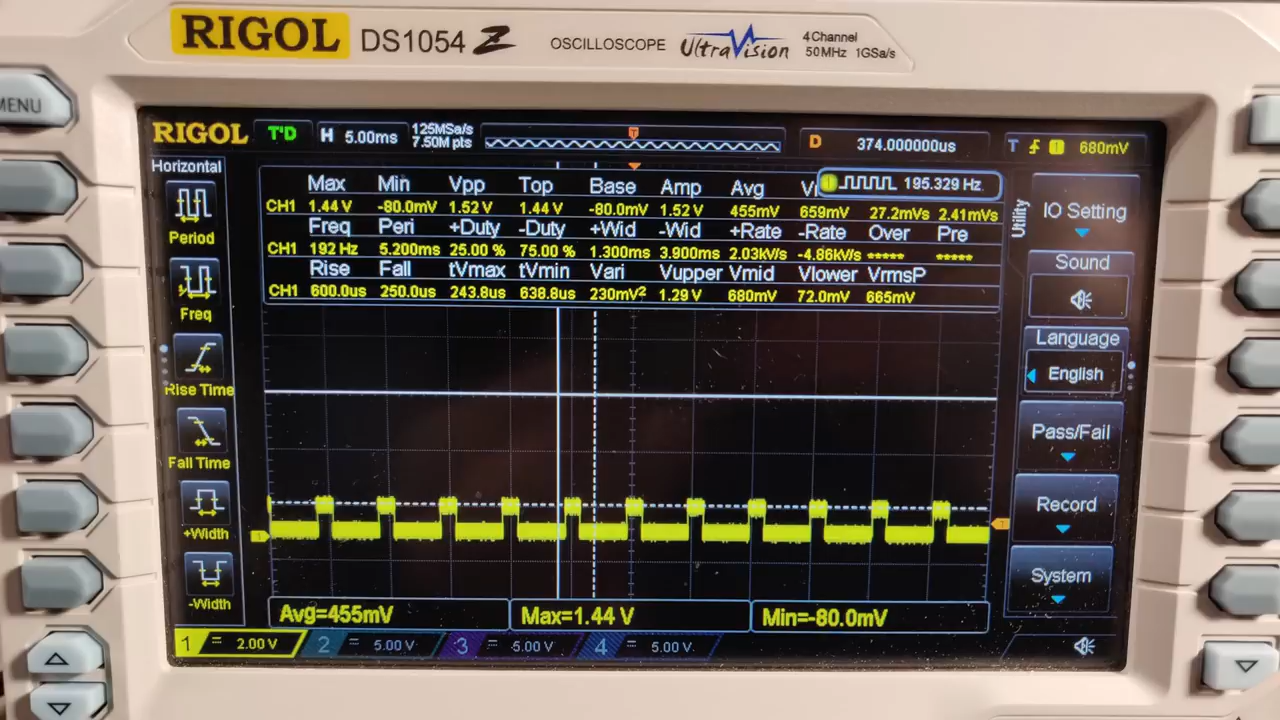 RIGOL DS1054 Z OSCILLOSCOPE UltraVision 4 Channel 50MHz 1GSa/s
MENU
RIGOL T'D H 5.00ms 125MSa/s 7.50M pts D 374.000000us T 1 680mV
Horizontal
Period
Freq
Rise Time
Fall Time
+Width
-Width
1 195.329 Hz
Max Min Vpp Top Base Amp Avg
CH1 1.44 V -80.0mV 1.52 V 1.44 V -80.0mV 1.52 V 455mV 659mV 27.2mVs 2.41mVs
Freq Peri +Duty -Duty +Wid -Wid +Rate -Rate Over Pre
CH1 192 Hz 5.200ms 25.00 % 75.00 % 1.300ms 3.900ms 2.03kV/s -4.86kV/s ***** *****
Rise Fall tVmax tVmin Vari Vupper Vmid Vlower VrmsP
CH1 600.0us 250.0us 243.8us 638.8us 230mV² 1.29 V 680mV 72.0mV 665mV
T
1
T
Avg=455mV Max=1.44 V Min=-80.0mV
1 2.00 V 2 5.00 V 3 5.00 V 4 5.00 V
Utility
IO Setting
Sound
Language
English
Pass/Fail
Record
System